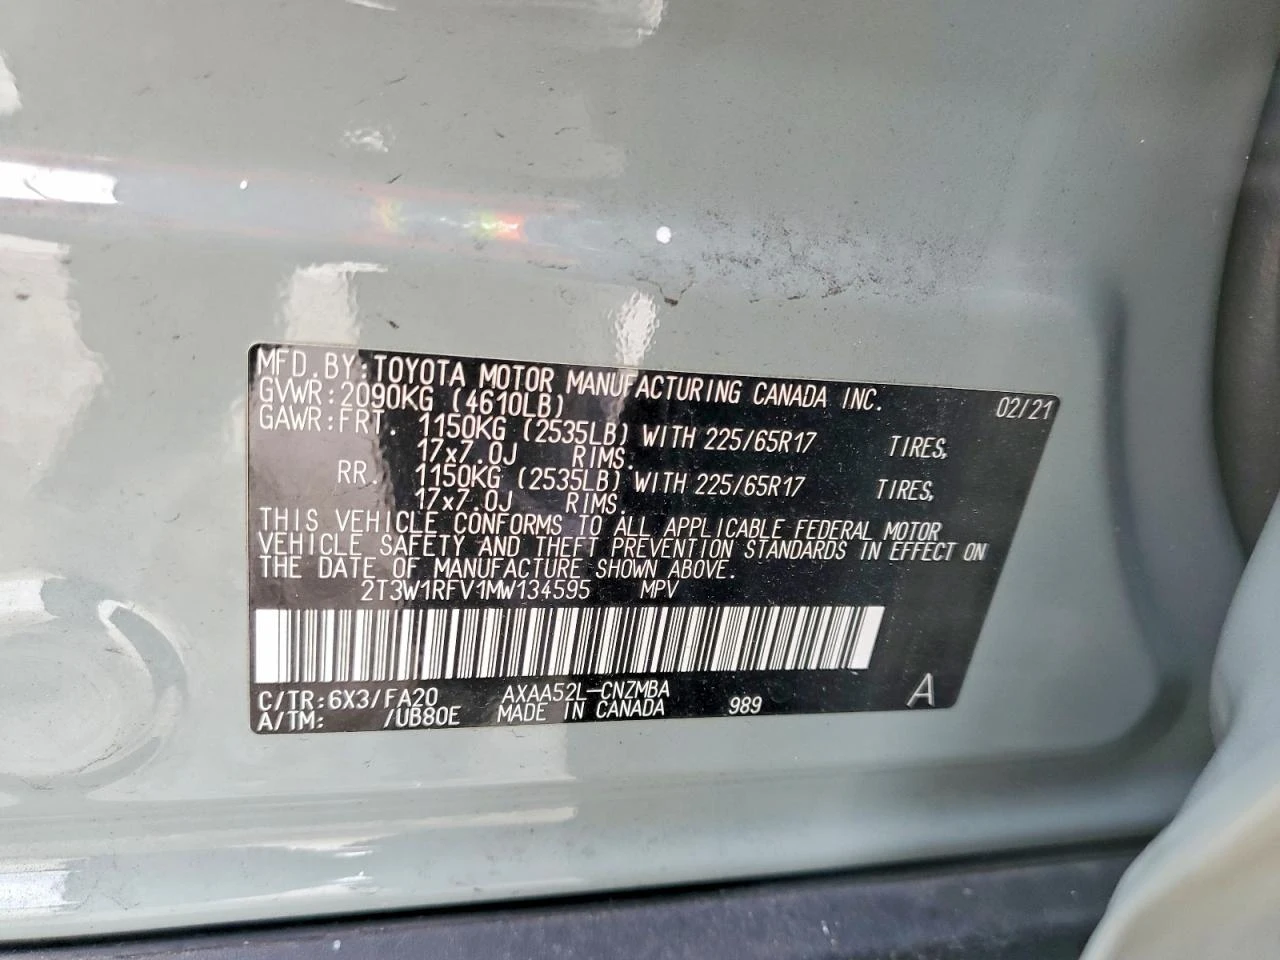 MFD.BY:TOYOTA MOTOR MANUFACTURING CANADA INC. 02/21
GVWR:2090KG (4610LB)
GAWR:FRT. 1150KG (2535LB) WITH 225/65R17 TIRES,
17x7.0J RIMS.
RR. 1150KG (2535LB) WITH 225/65R17 TIRES,
17x7.0J RIMS.
THIS VEHICLE CONFORMS TO ALL APPLICABLE FEDERAL MOTOR
VEHICLE SAFETY AND THEFT PREVENTION STANDARDS IN EFFECT ON
THE DATE OF MANUFACTURE SHOWN ABOVE.
2T3W1RFV1MW134595 MPV
C/TR:6X3/FA20 AXAA52L-CNZMBA
A/TM: /UB80E MADE IN CANADA 989 A